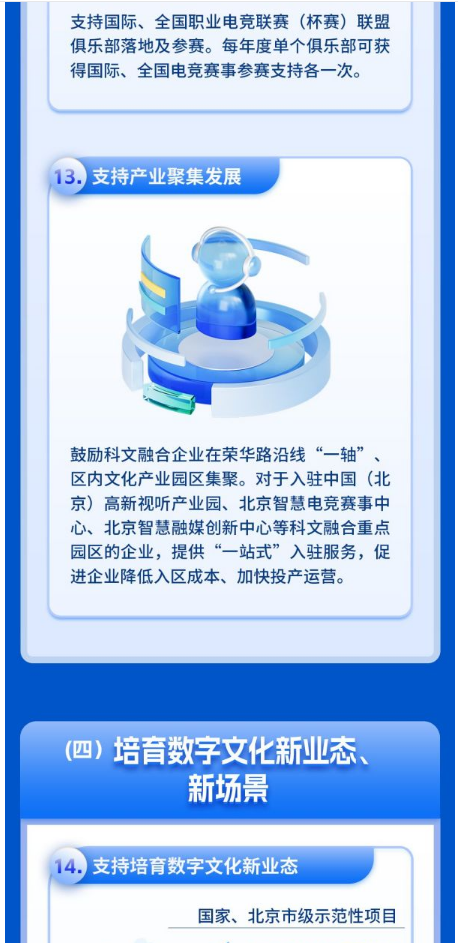 支持国际、全国职业电竞联赛（杯赛）联盟
俱乐部落地及参赛。每年度单个俱乐部可获
得国际、全国电竞赛事参赛支持各一次。
13. 支持产业聚集发展
鼓励科文融合企业在荣华路沿线“一轴”、
区内文化产业园区集聚。对于入驻中国（北
京）高新视听产业园、北京智慧电竞赛事中
心、北京智慧融媒创新中心等科文融合重点
园区的企业，提供“一站式”入驻服务，促
进企业降低入区成本、加快投产运营。
（四）培育数字文化新业态、
新场景
14. 支持培育数字文化新业态
国家、北京市级示范性项目